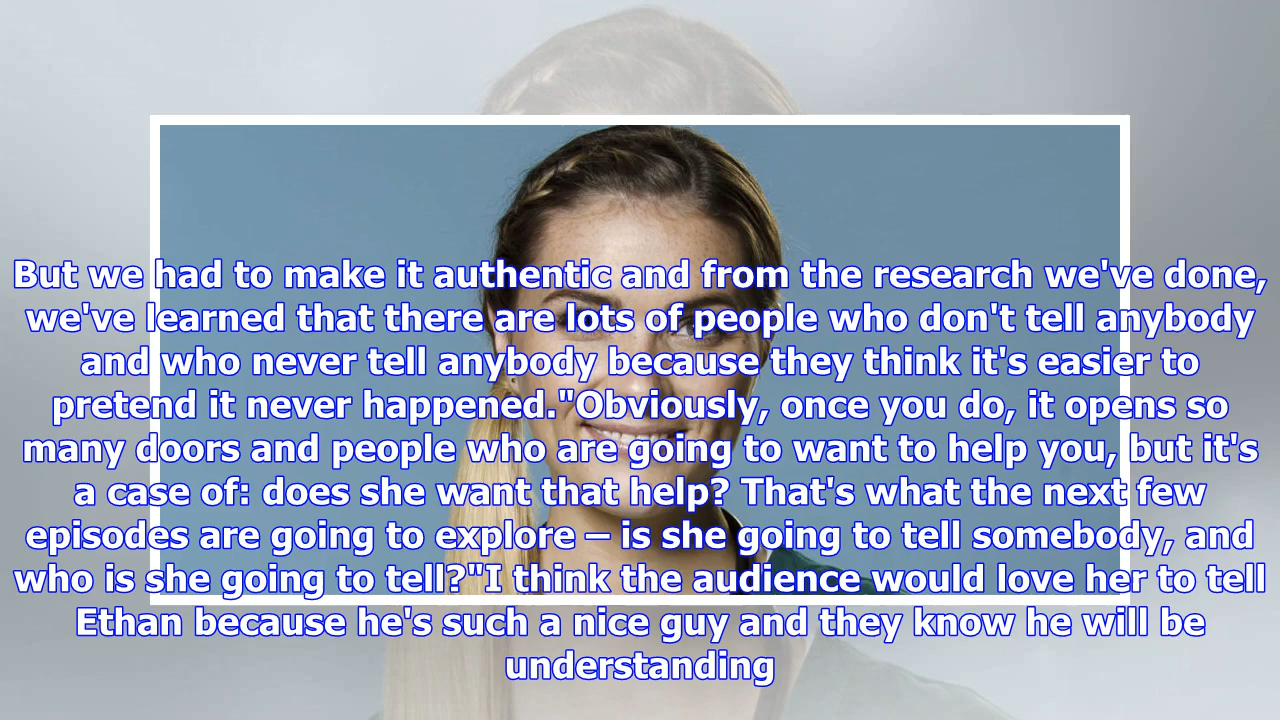 But we had to make it authentic and from the research we've done,
we've learned that there are lots of people who don't tell anybody
and who never tell anybody because they think it's easier to
pretend it never happened."Obviously, once you do, it opens so
many doors and people who are going to want to help you, but it's
a case of: does she want that help? That's what the next few
episodes are going to explore – is she going to tell somebody, and
who is she going to tell?"I think the audience would love her to tell
Ethan because he's such a nice guy and they know he will be
understanding